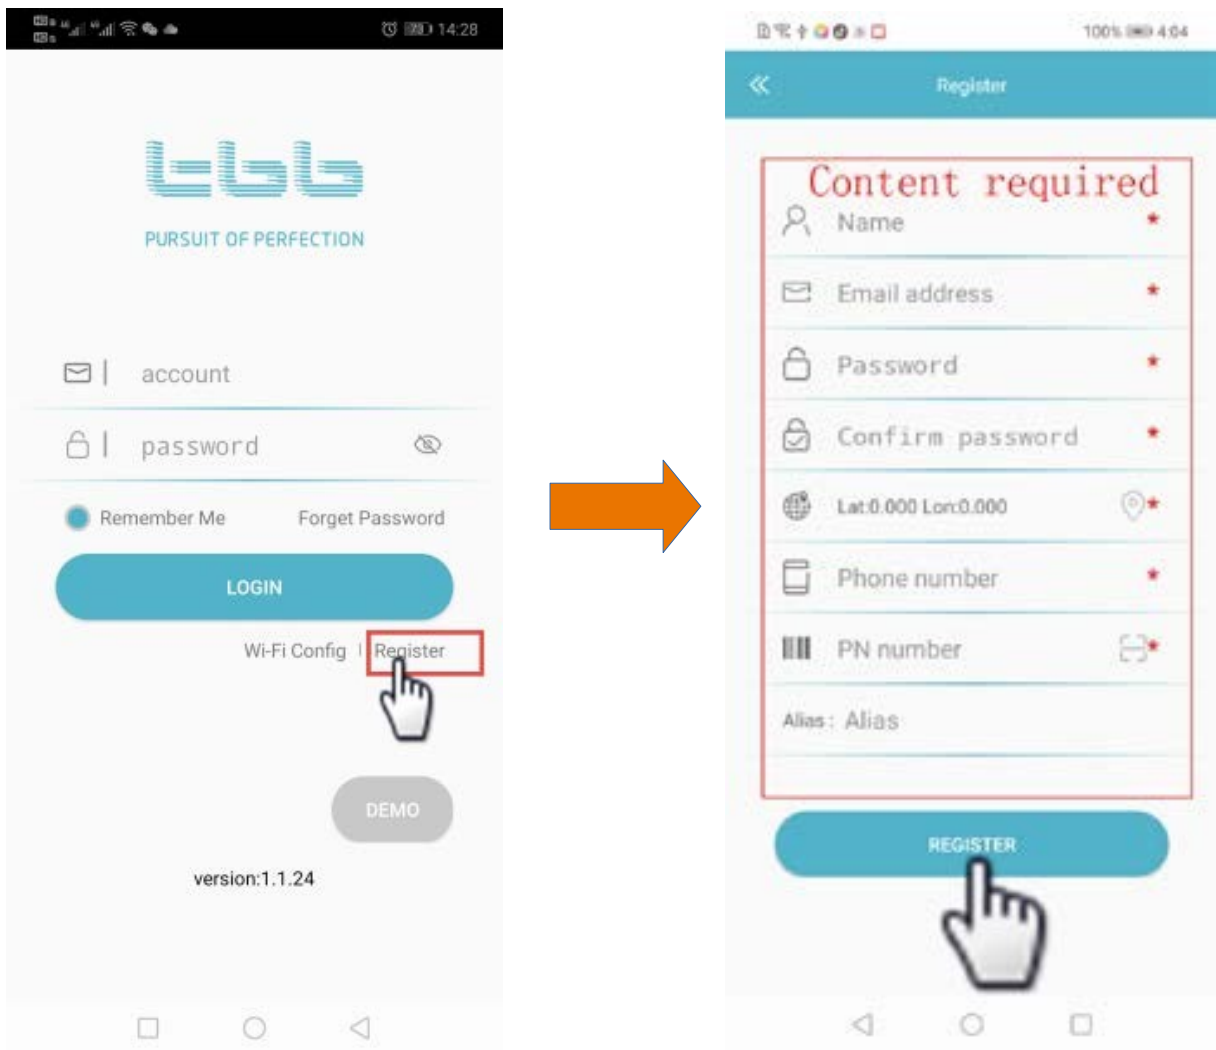 14:28
tbb
PURSUIT OF PERFECTION
account
password
Remember Me Forget Password
LOGIN
Wi-Fi Config | Register
DEMO
version:1.1.24
100% 4:04
Register
Content required
Name *
Email address *
Password *
Confirm password *
Lat:0.000 Lon:0.000 *
Phone number *
PN number *
Alias: Alias
REGISTER